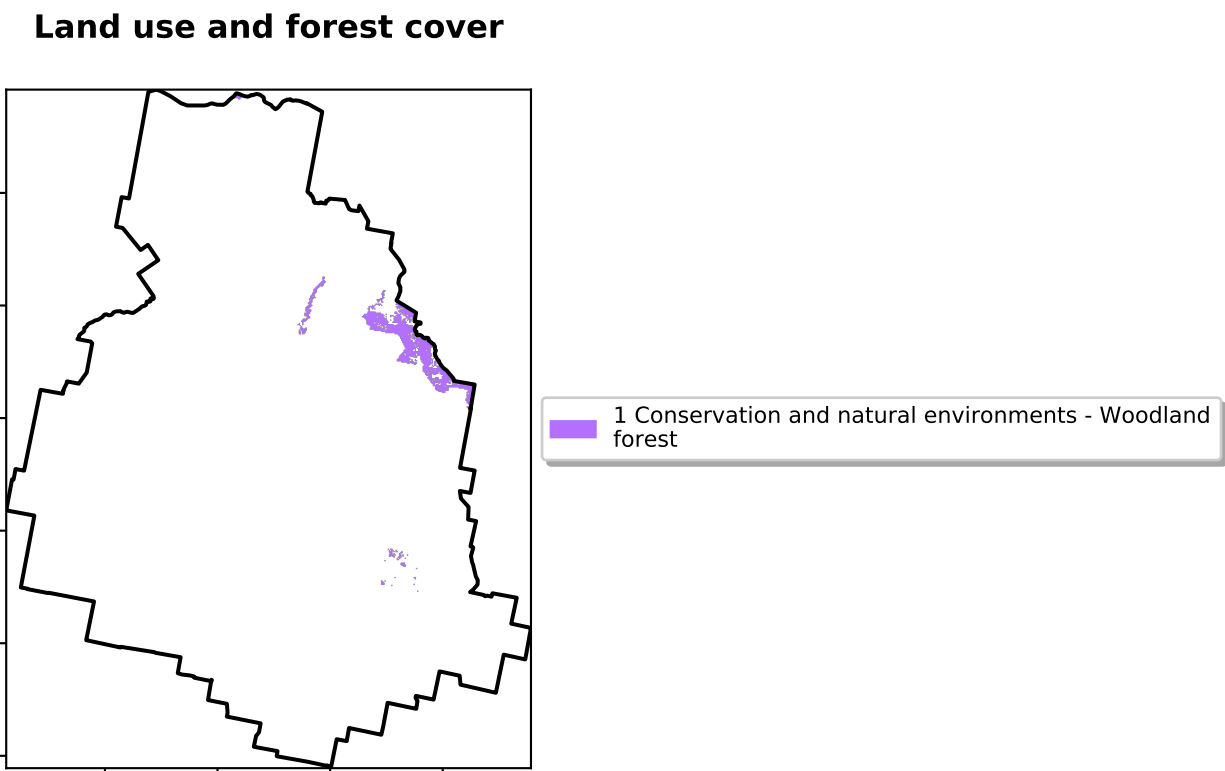 Land use and forest cover
1 Conservation and natural environments - Woodland
forest